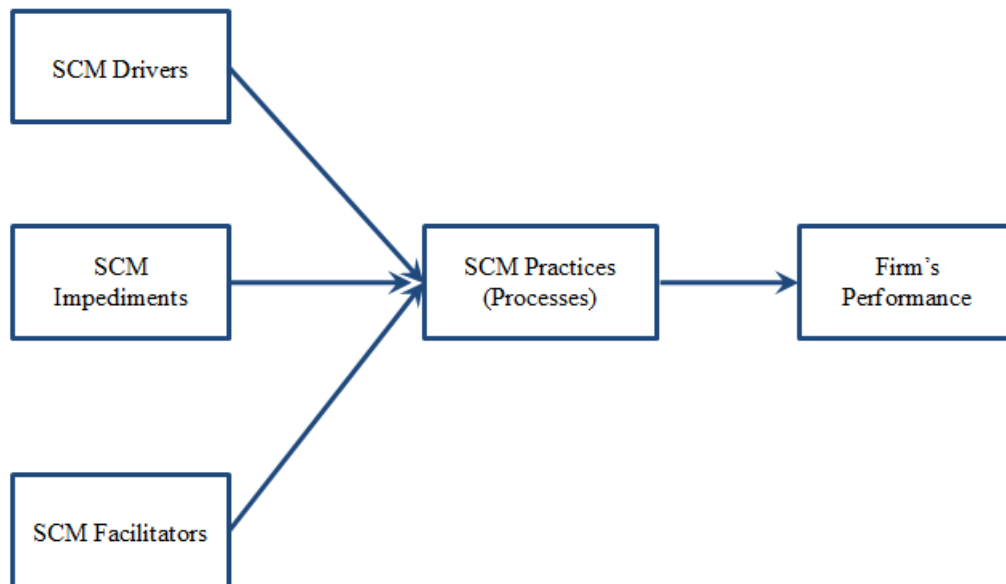 SCM Drivers
SCM
Impediments
SCM Practices
(Processes)
Firm’s
Performance
SCM Facilitators